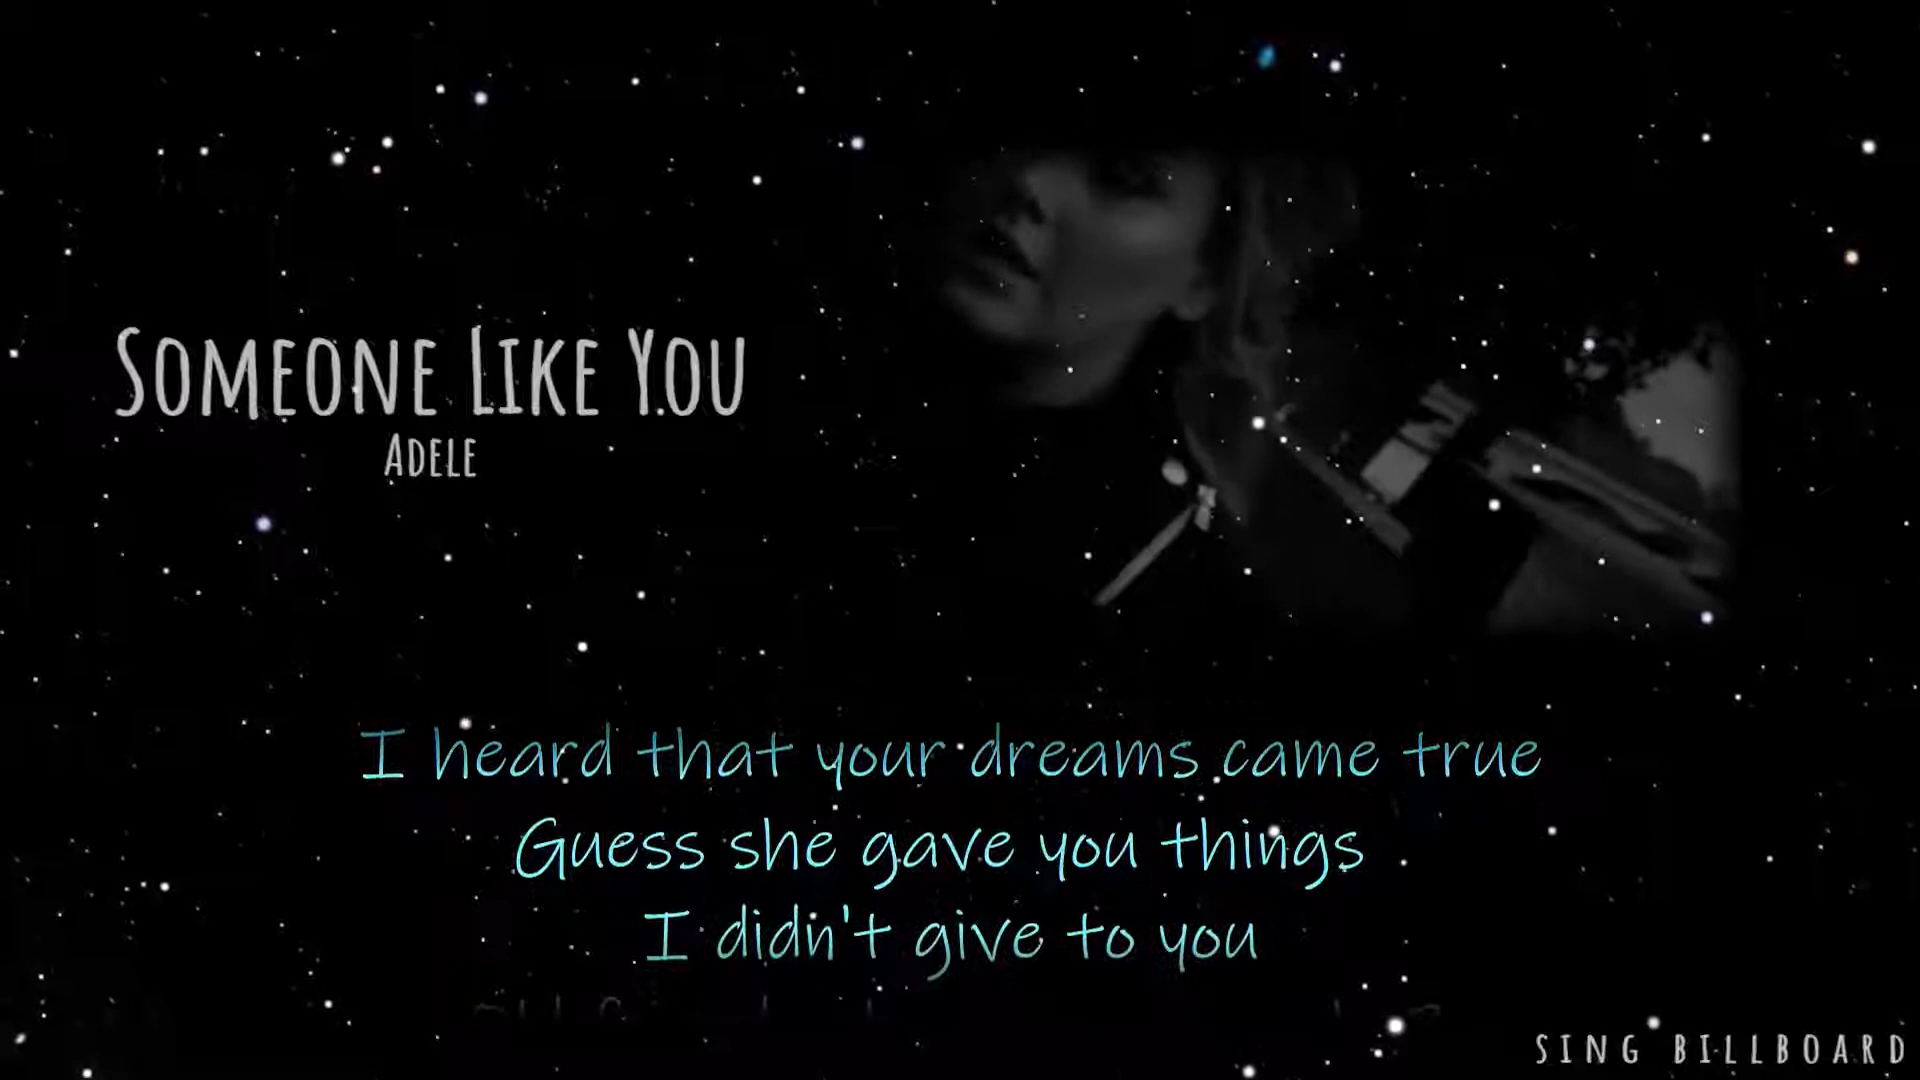 Someone Like You
Adele
I heard that your dreams came true
Guess she gave you things
I didn't give to you
SING BILLBOARD